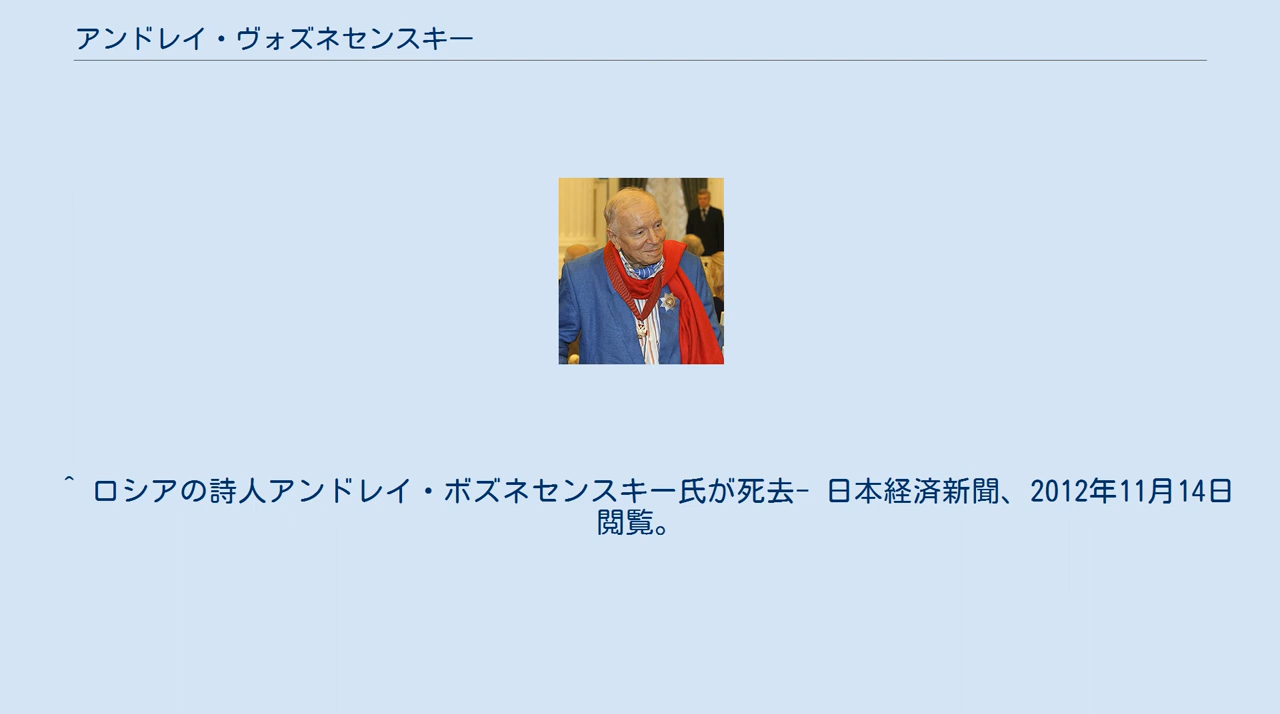 アンドレイ・ヴォズネセンスキー
^ ロシアの詩人アンドレイ・ボズネセンスキー氏が死去- 日本経済新聞、2012年11月14日
閲覧。